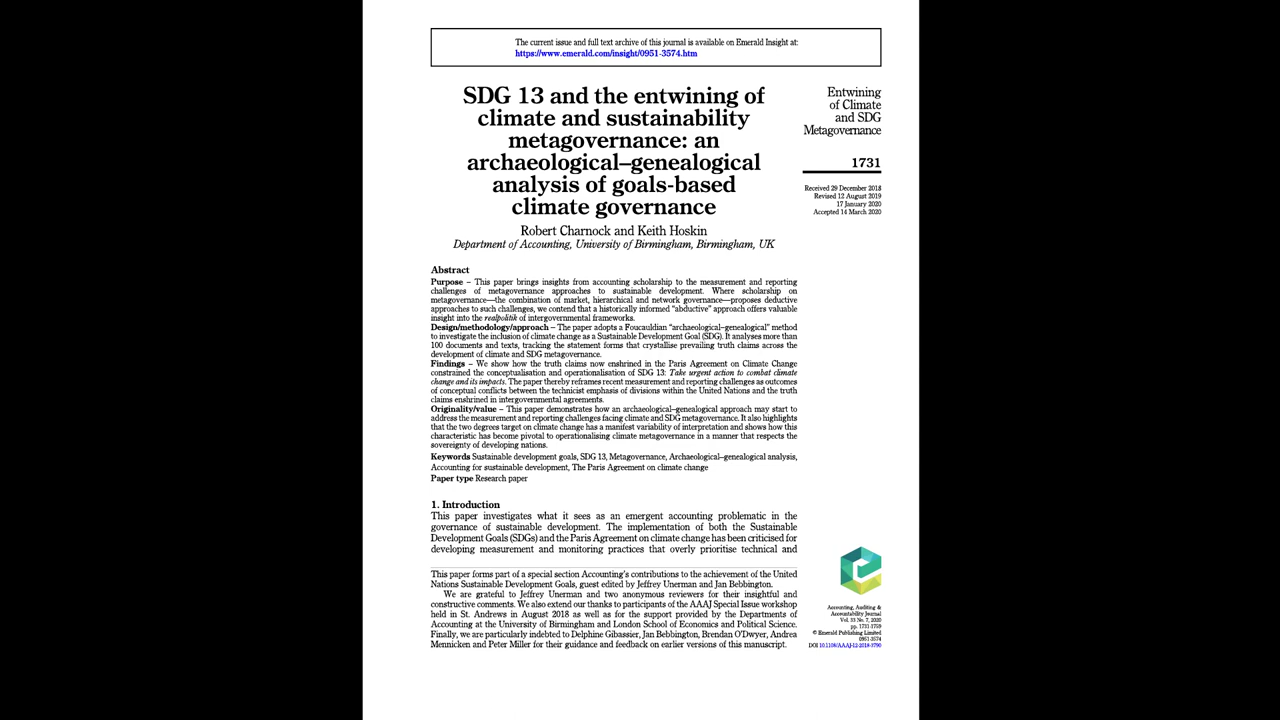 The current issue and full text archive of this journal is available on Emerald Insight at:
https://www.emerald.com/insight/0951-3574.htm
SDG 13 and the entwining of
climate and sustainability
metagovernance: an
archaeological–genealogical
analysis of goals-based
climate governance
Robert Charnock and Keith Hoskin
Department of Accounting, University of Birmingham, Birmingham, UK
Entwining
of Climate
and SDG
Metagovernance
1731
Received 29 December 2018
Revised 12 August 2019
17 January 2020
Accepted 14 March 2020
Abstract
Purpose – This paper brings insights from accounting scholarship to the measurement and reporting
challenges of metagovernance approaches to sustainable development. Where scholarship on
metagovernance—the combination of market, hierarchical and network governance—proposes deductive
approaches to such challenges, we contend that a historically informed "abductive" approach offers valuable
insight into the realpolitik of intergovernmental frameworks.
Design/methodology/approach – The paper adopts a Foucauldian "archaeological–genealogical" method
to investigate the inclusion of climate change as a Sustainable Development Goal (SDG). It analyses more than
100 documents and texts, tracking the statement forms that crystallise prevailing truth claims across the
development of climate and SDG metagovernance.
Findings – We show how the truth claims now enshrined in the Paris Agreement on Climate Change
constrained the conceptualisation and operationalisation of SDG 13: Take urgent action to combat climate
change and its impacts. The paper thereby reframes recent measurement and reporting challenges as outcomes
of conceptual conflicts between the technicist emphasis of divisions within the United Nations and the truth
claims enshrined in intergovernmental agreements.
Originality/value – This paper demonstrates how an archaeological–genealogical approach may start to
address the measurement and reporting challenges facing climate and SDG metagovernance. It also highlights
that the two degrees target on climate change has a manifest variability of interpretation and shows how this
characteristic has become pivotal to operationalising climate metagovernance in a manner that respects the
sovereignty of developing nations.
Keywords Sustainable development goals, SDG 13, Metagovernance, Archaeological–genealogical analysis,
Accounting for sustainable development, The Paris Agreement on climate change
Paper type Research paper
1. Introduction
This paper investigates what it sees as an emergent accounting problematic in the
governance of sustainable development. The implementation of both the Sustainable
Development Goals (SDGs) and the Paris Agreement on climate change has been criticised for
developing measurement and monitoring practices that overly prioritise technical and
This paper forms part of a special section Accounting's contributions to the achievement of the United
Nations Sustainable Development Goals, guest edited by Jeffrey Unerman and Jan Bebbington.
We are grateful to Jeffrey Unerman and two anonymous reviewers for their insightful and
constructive comments. We also extend our thanks to participants of the AAAJ Special Issue workshop
held in St. Andrews in August 2018 as well as for the support provided by the Departments of
Accounting at the University of Birmingham and London School of Economics and Political Science.
Finally, we are particularly indebted to Delphine Gibassier, Jan Bebbington, Brendan O'Dwyer, Andrea
Mennicken and Peter Miller for their guidance and feedback on earlier versions of this manuscript.
Accounting, Auditing &
Accountability Journal
Vol. 33 No. 7, 2020
pp. 1731-1759
© Emerald Publishing Limited
0951-3574
DOI 10.1108/AAAJ-12-2018-3790